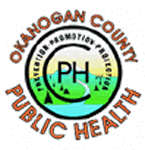 OKANOGAN COUNTY
PREVENTION·PROMOTION·PROTECTION
PH
PUBLIC HEALTH